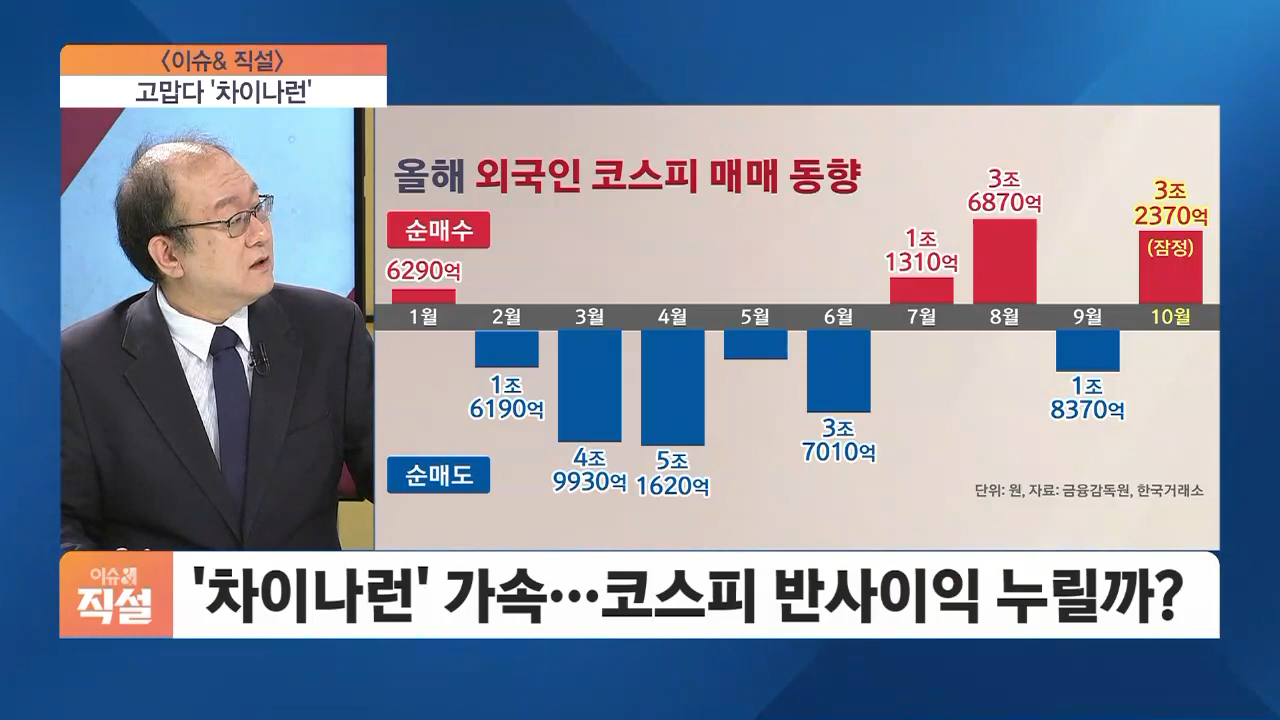 〈이슈& 직설〉
고맙다 '차이나런'
올해 외국인 코스피 매매 동향
순매수
6290억
1조
1310억
3조
6870억
3조
2370억
(잠정)
1월 2월 3월 4월 5월 6월 7월 8월 9월 10월
1조
6190억
4조
9930억
5조
1620억
3조
7010억
1조
8370억
순매도
단위: 원, 자료: 금융감독원, 한국거래소
이슈&
직설
'차이나런' 가속…코스피 반사이익 누릴까?